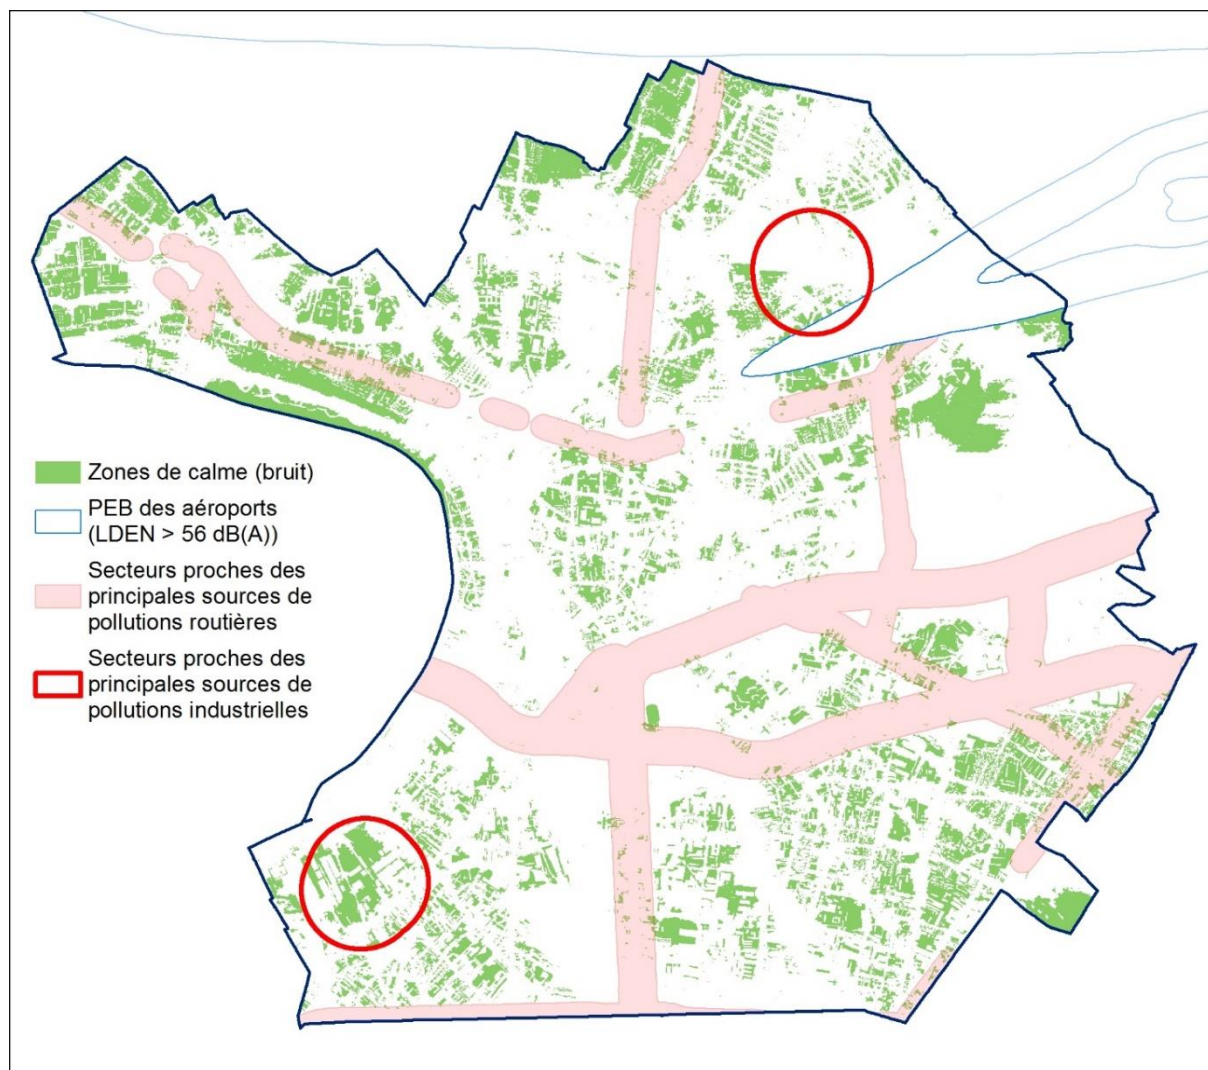 Zones de calme (bruit)
PEB des aéroports
(LDEN > 56 dB(A))
Secteurs proches des
principales sources de
pollutions routières
Secteurs proches des
principales sources de
pollutions industrielles